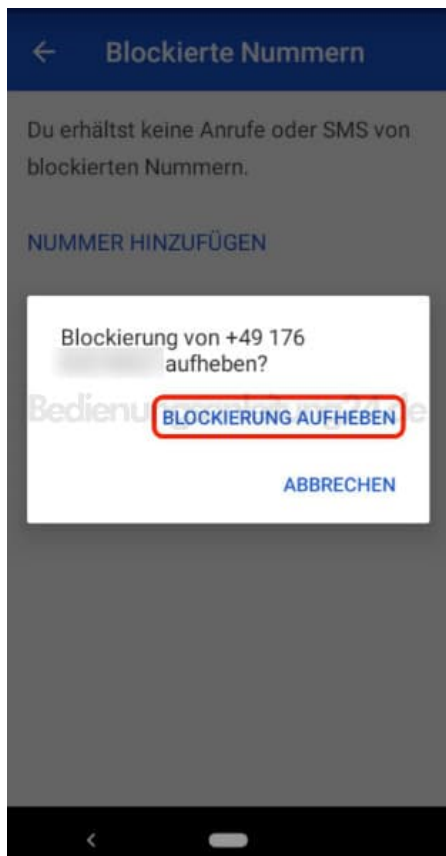 Blockierte Nummern
Du erhältst keine Anrufe oder SMS von
blockierten Nummern.
NUMMER HINZUFÜGEN
Blockierung von +49 176
aufheben?
BLOCKIERUNG AUFHEBEN
ABBRECHEN